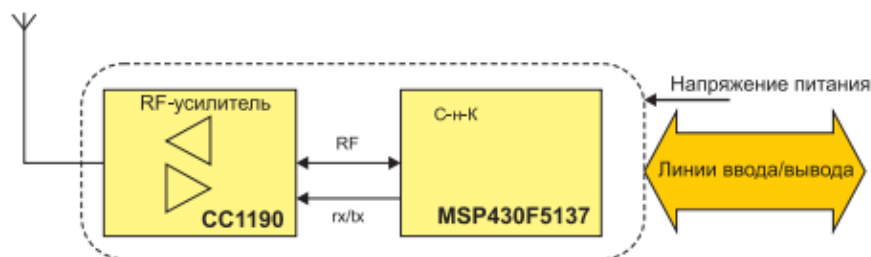 RF-усилитель
CC1190
RF
rx/tx
С-н-К
MSP430F5137
Напряжение питания
Линии ввода/вывода